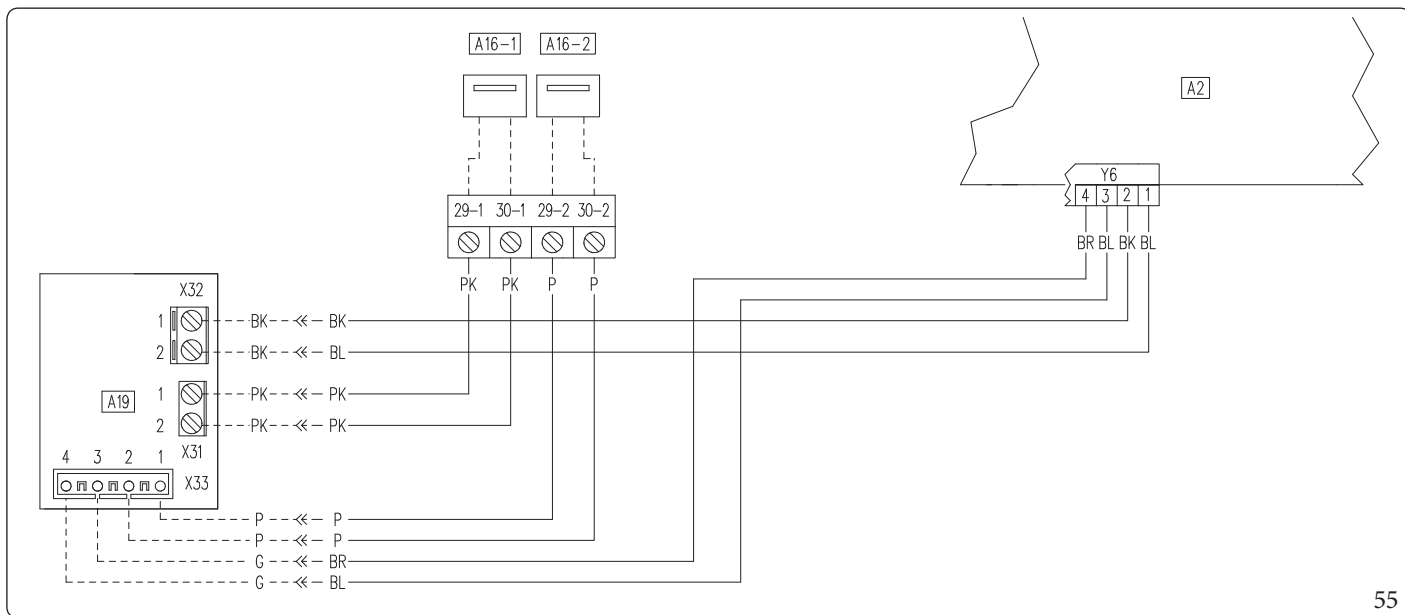 A16-1 A16-2
A2
Y6
4 3 2 1
BR BL BK BL
29-1 30-1 29-2 30-2
PK PK P P
X32
1 BK BK
2 BK BL
A19
1 PK PK
2 PK PK
X31
4 3 2 1
X33
P P
P P
G BR
G BL
55